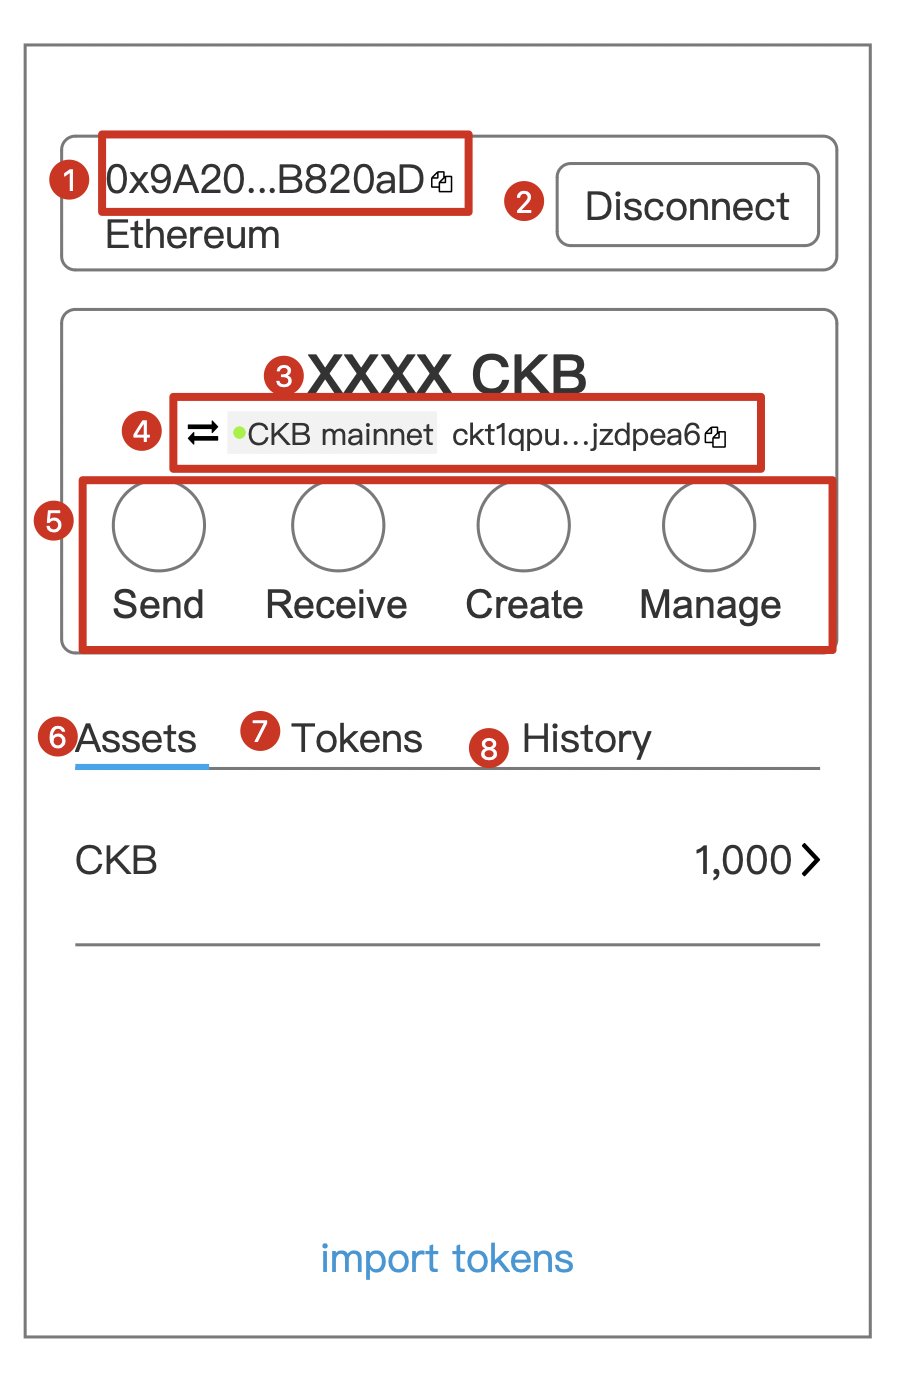 1 0x9A20...B820aD
2 Disconnect
Ethereum
3 XXXX CKB
4 CKB mainnet ckt1qpu...jzdpea6
5
Send Receive Create Manage
6 Assets 7 Tokens 8 History
CKB 1,000
import tokens